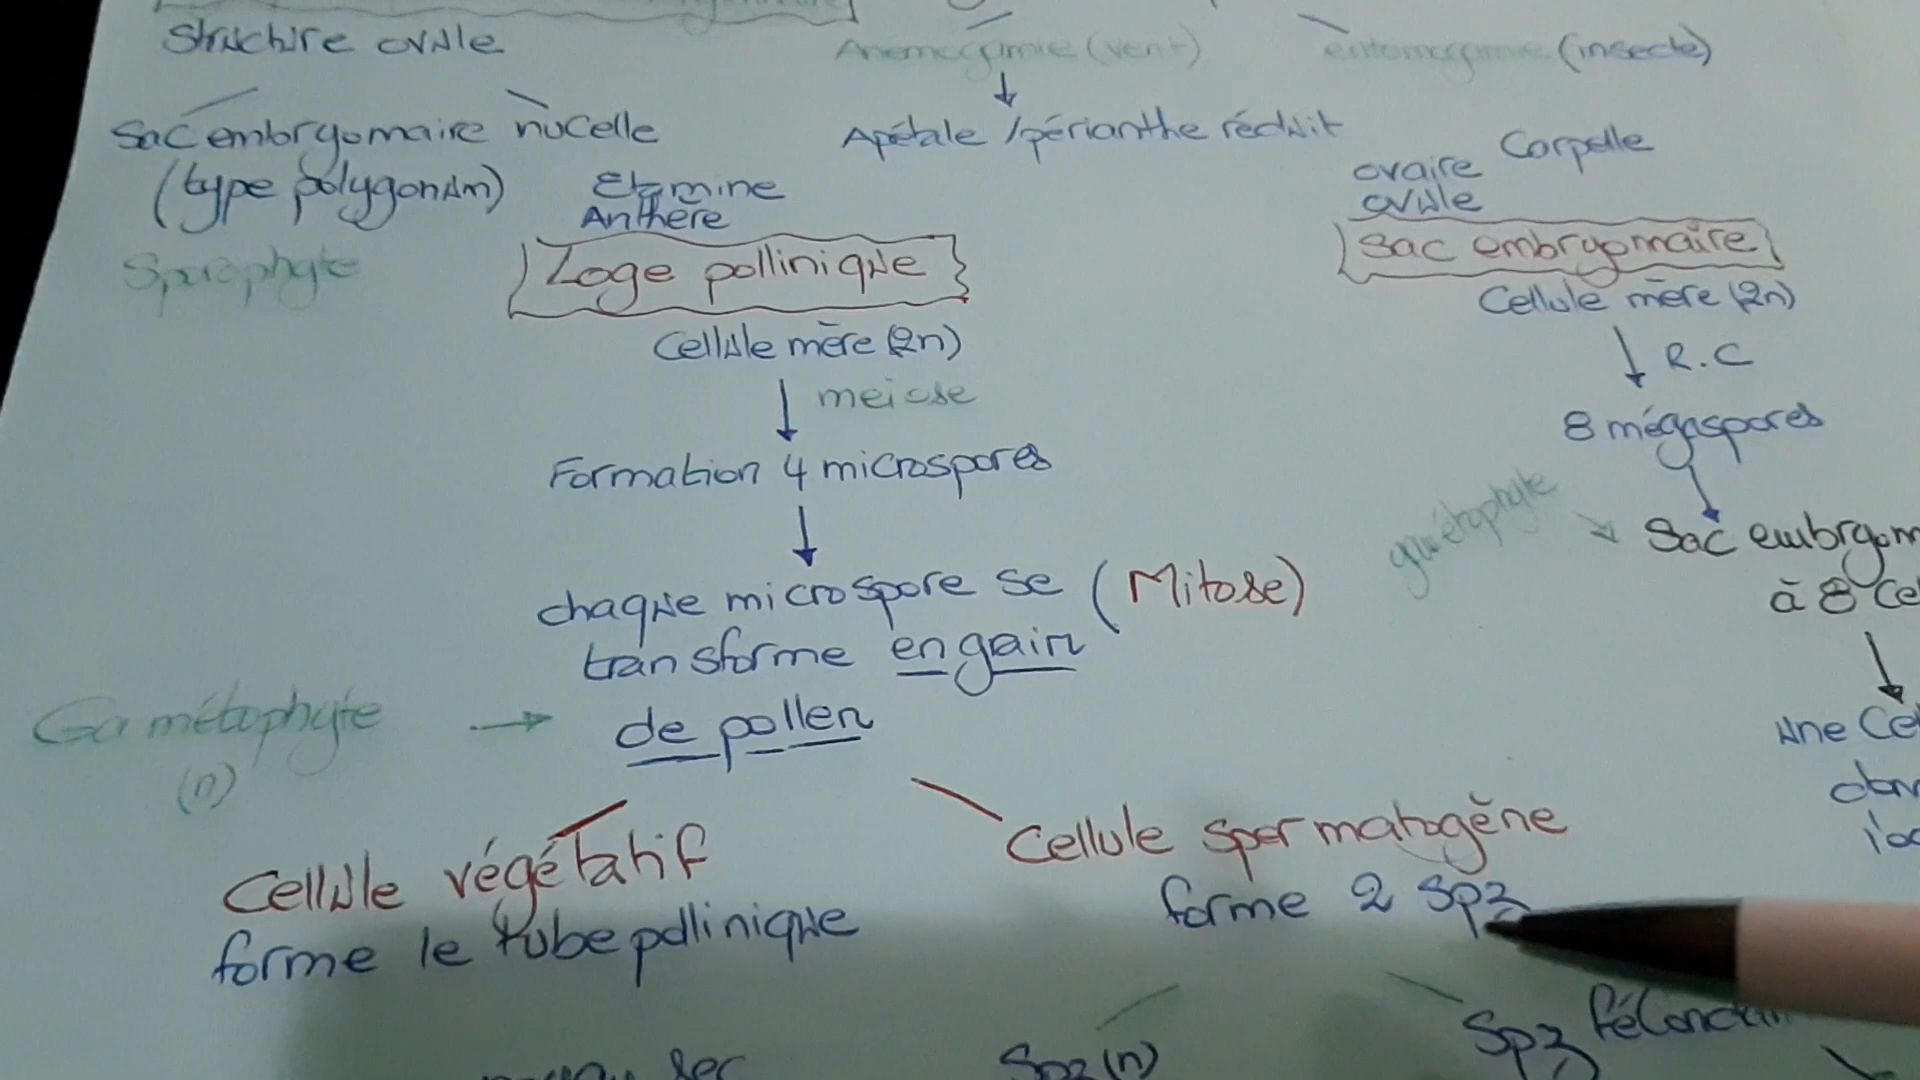 Structure ovule
Anemogamie (vent)
entomogamie (insecte)
Sac embryonnaire nucelle
(type polygonum)
Apétale / périanthe réduit
Carpelle
ovaire
ovule
Etamine
Anthère
Sporophyte
Loge pollinique
Sac embryonnaire
Cellule mère (2n)
Cellule mère (2n)
R.C
meiose
8 mégaspores
Formation 4 microspores
gamétophyte
Sac embryon
à 8 Ce
chaque microspore se (Mitose)
transforme en grain
de pollen
Gamétophyte
(n)
une Ce
Cellule végétatif
forme le tube pollinique
Cellule spermatogène
forme 2 Spz
Spz (n)
Spz